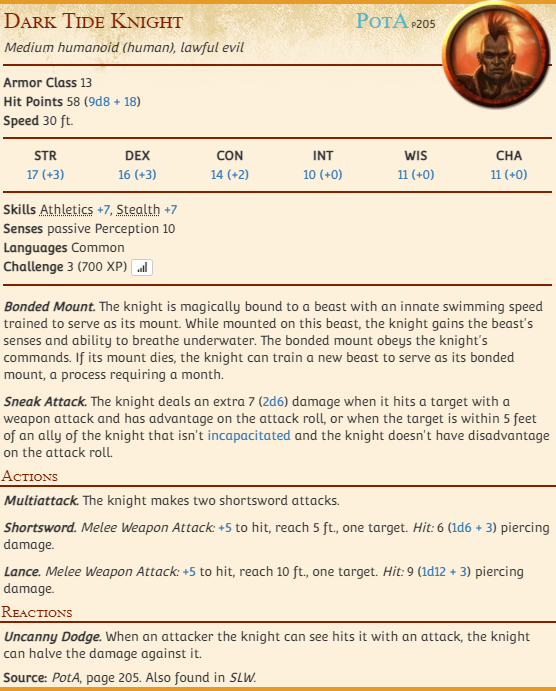 Dark Tide Knight PotA p205
Medium humanoid (human), lawful evil
Armor Class 13
Hit Points 58 (9d8 + 18)
Speed 30 ft.
STR DEX CON INT WIS CHA
17 (+3) 16 (+3) 14 (+2) 10 (+0) 11 (+0) 11 (+0)
Skills Athletics +7, Stealth +7
Senses passive Perception 10
Languages Common
Challenge 3 (700 XP)
Bonded Mount. The knight is magically bound to a beast with an innate swimming speed
trained to serve as its mount. While mounted on this beast, the knight gains the beast's
senses and ability to breathe underwater. The bonded mount obeys the knight's
commands. If its mount dies, the knight can train a new beast to serve as its bonded
mount, a process requiring a month.
Sneak Attack. The knight deals an extra 7 (2d6) damage when it hits a target with a
weapon attack and has advantage on the attack roll, or when the target is within 5 feet
of an ally of the knight that isn't incapacitated and the knight doesn't have disadvantage
on the attack roll.
Actions
Multiattack. The knight makes two shortsword attacks.
Shortsword. Melee Weapon Attack: +5 to hit, reach 5 ft., one target. Hit: 6 (1d6 + 3) piercing
damage.
Lance. Melee Weapon Attack: +5 to hit, reach 10 ft., one target. Hit: 9 (1d12 + 3) piercing
damage.
Reactions
Uncanny Dodge. When an attacker the knight can see hits it with an attack, the knight
can halve the damage against it.
Source: PotA, page 205. Also found in SLW.